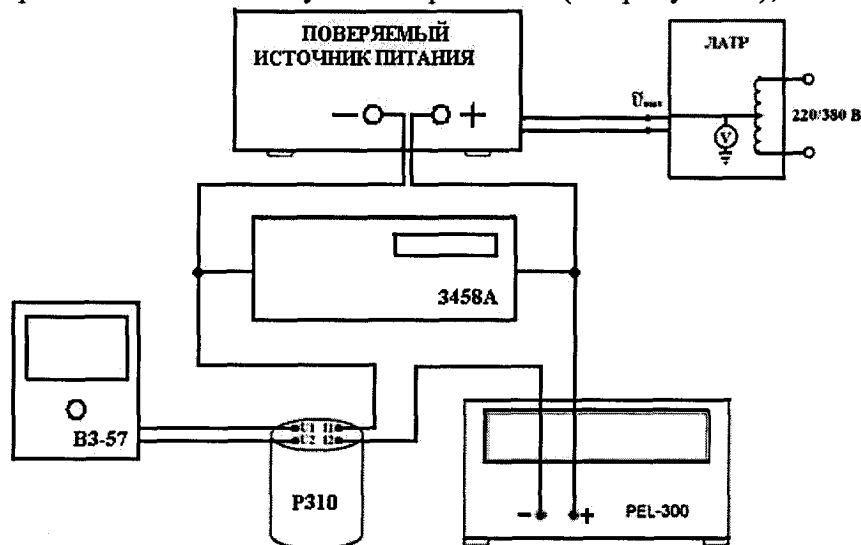 ПОВЕРЯЕМЫЙ
ИСТОЧНИК ПИТАНИЯ
− +
ЛАТР
220/380 В
V
3458А
В3-57
U1 I1
U2 I2
Р310
− +
PEL-300